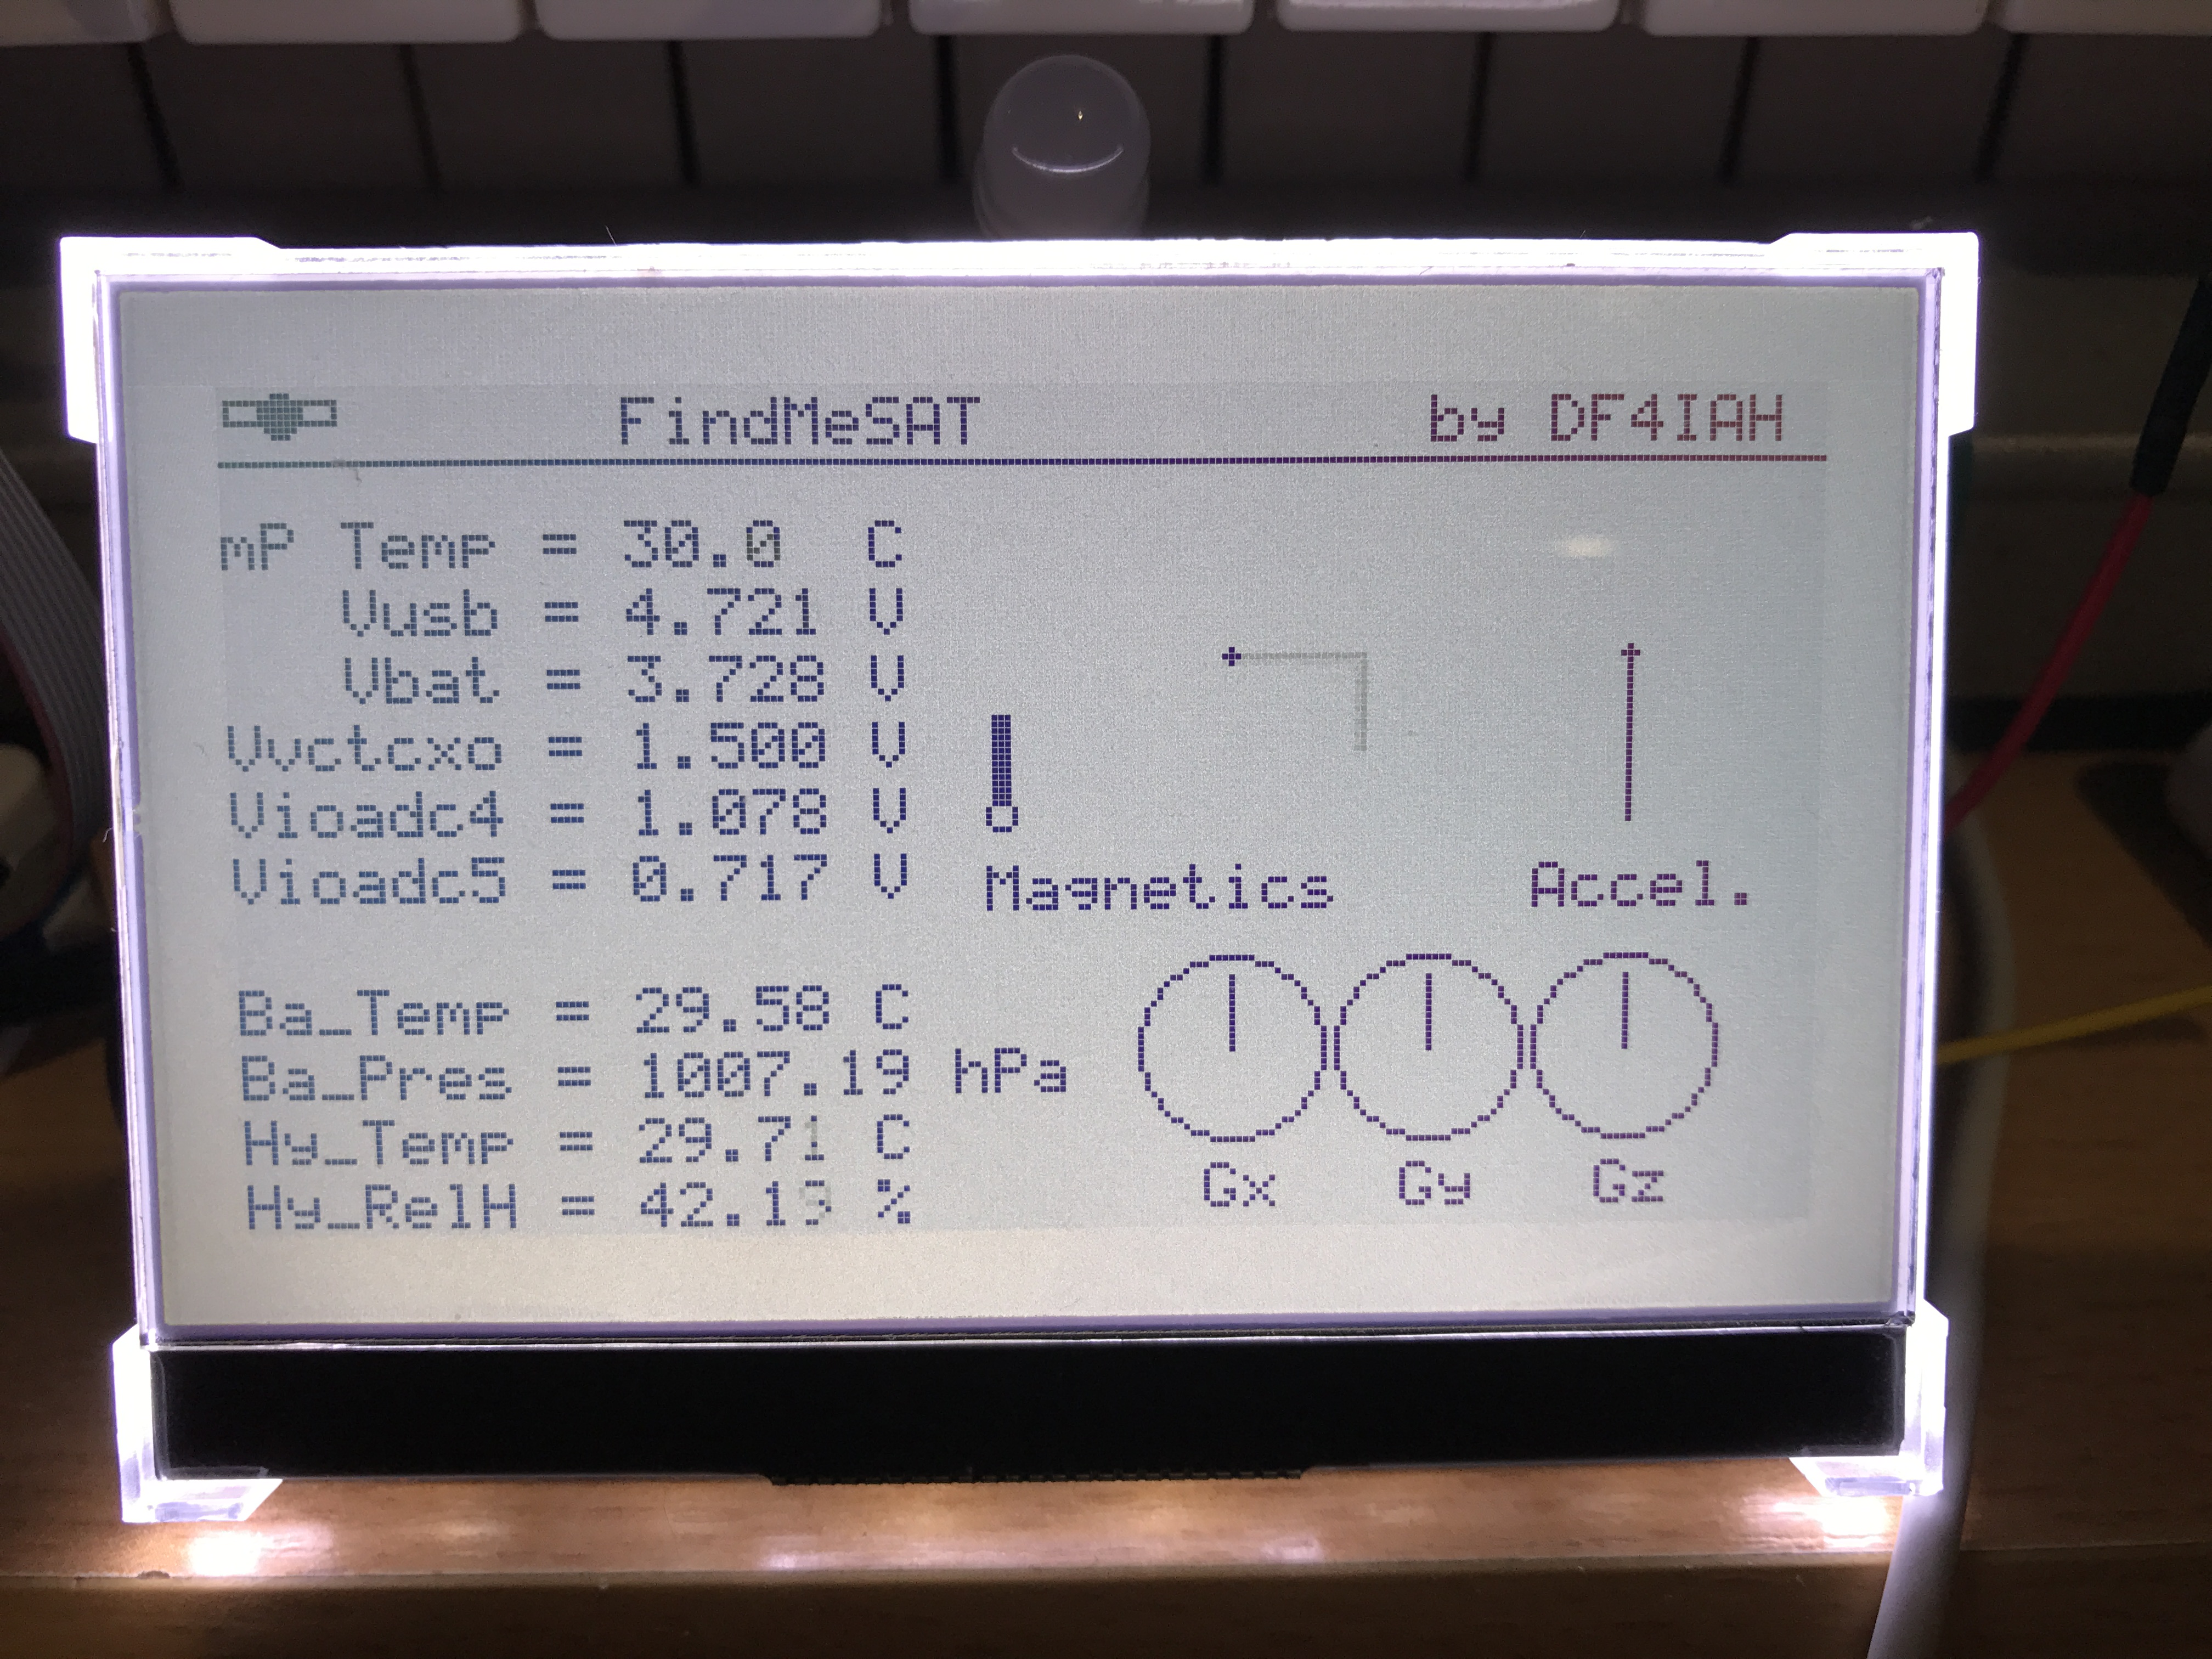 FindMeSAT by DF4IAH
mP Temp = 30.0 C
Vusb = 4.721 V
Vbat = 3.728 V
Vvctcxo = 1.500 V
Vioadc4 = 1.078 V
Vioadc5 = 0.717 V
Magnetics Accel.
Ba_Temp = 29.58 C
Ba_Pres = 1007.19 hPa
Hy_Temp = 29.71 C
Hy_RelH = 42.19 %
Gx Gy Gz